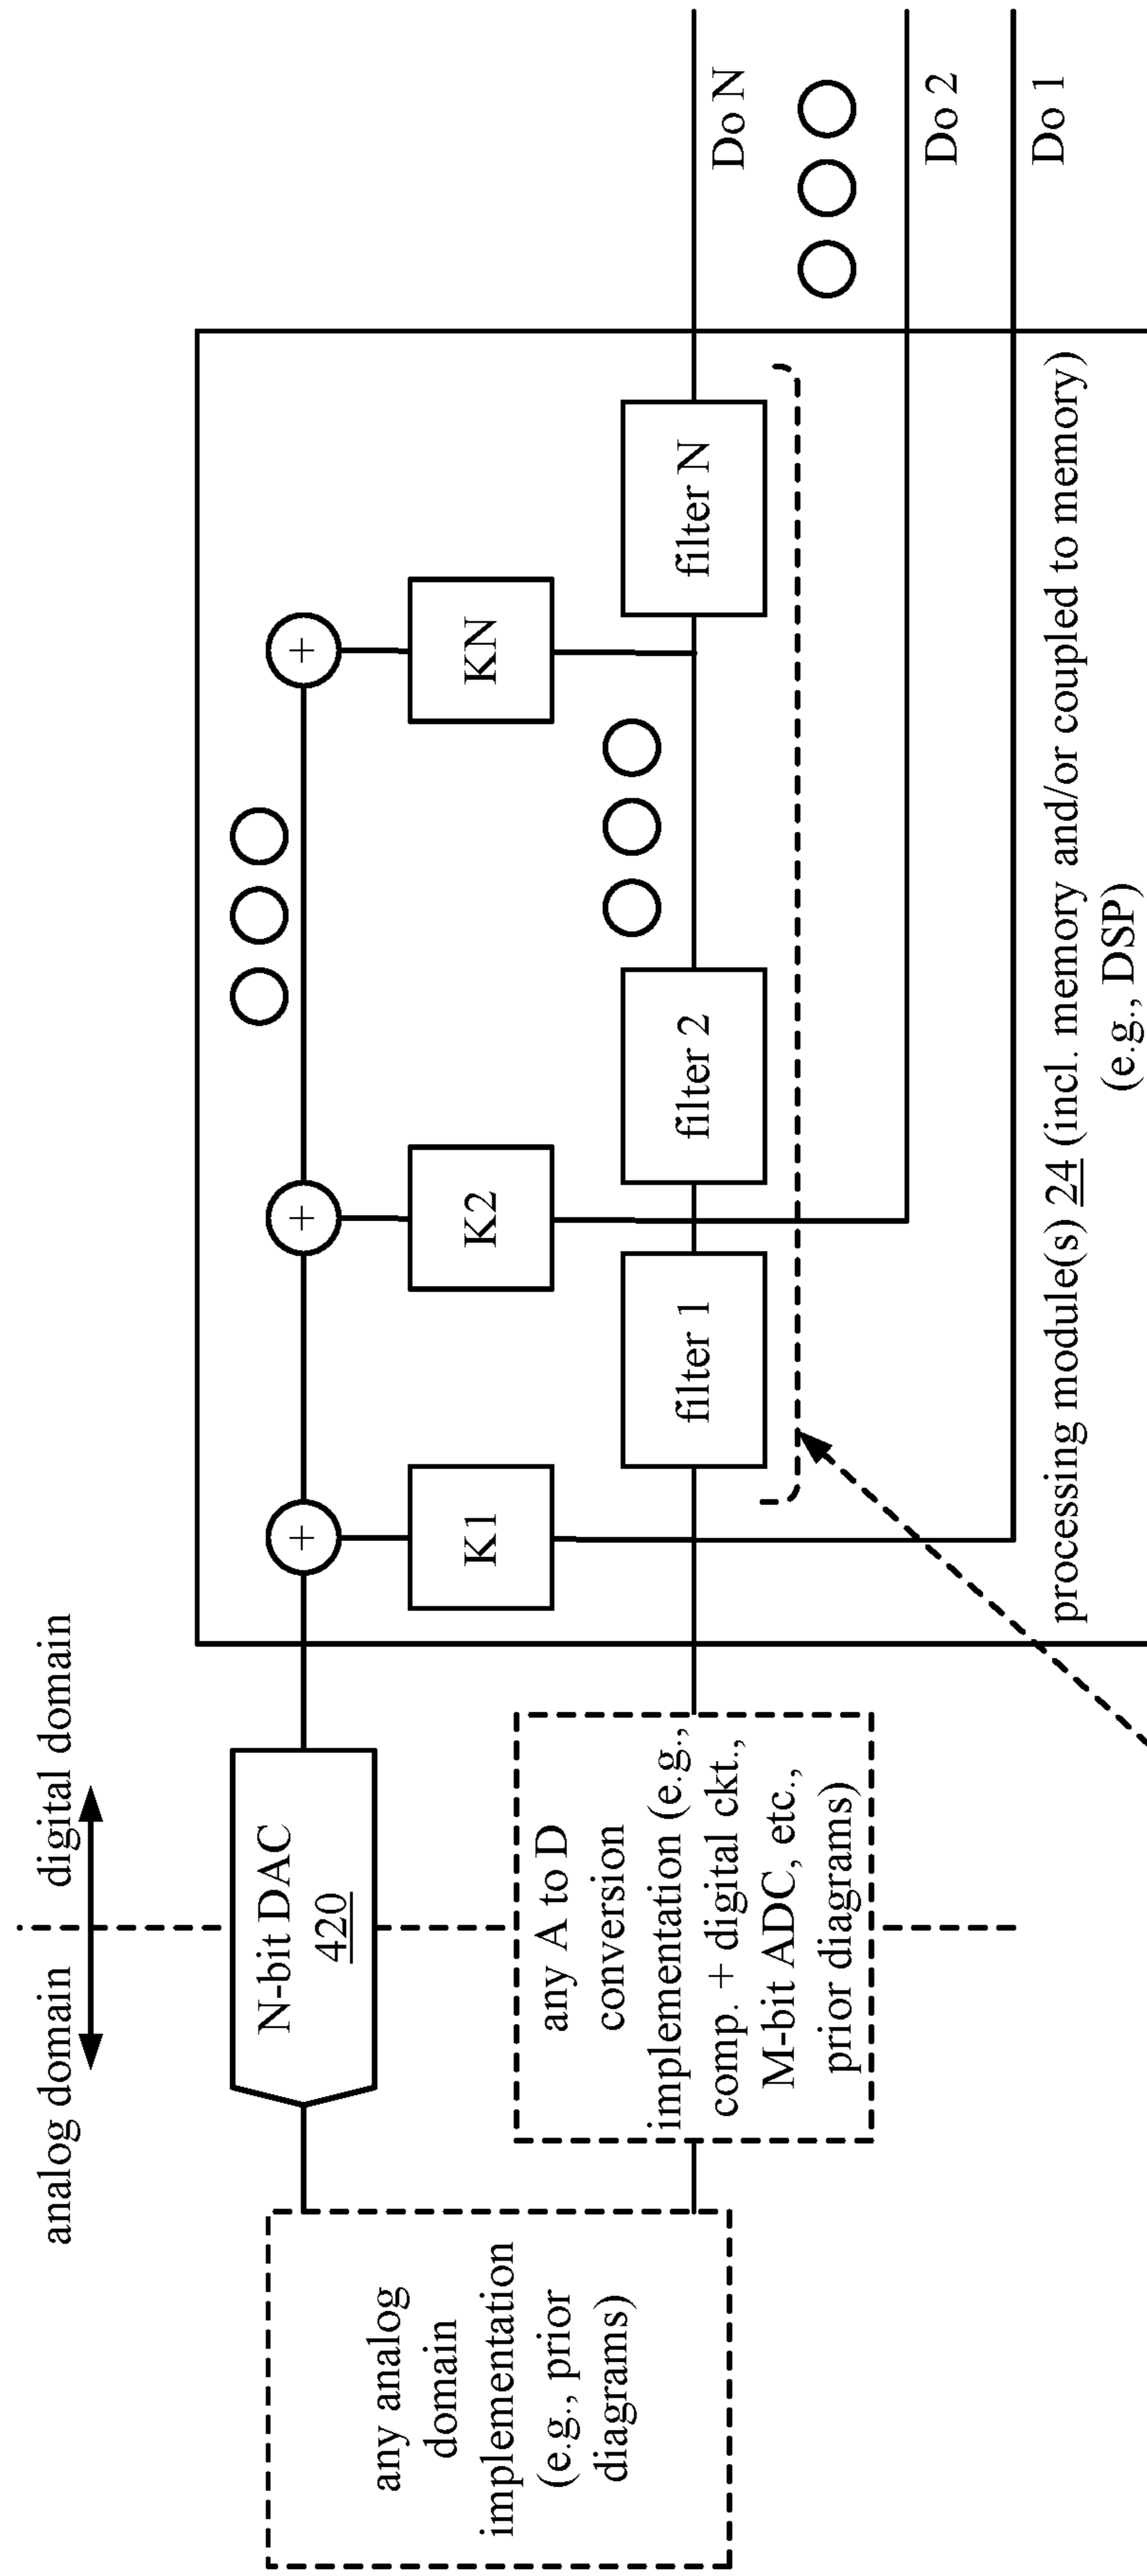 analog domain
digital domain
any analog
domain
implementation
(e.g., prior
diagrams)
N-bit DAC
420
any A to D
conversion
implementation (e.g.,
comp. + digital ckt.,
M-bit ADC, etc.,
prior diagrams)
+
+
+
K1
K2
KN
filter 1
filter 2
filter N
Do N
Do 2
Do 1
processing module(s) 24 (incl. memory and/or coupled to memory)
(e.g., DSP)